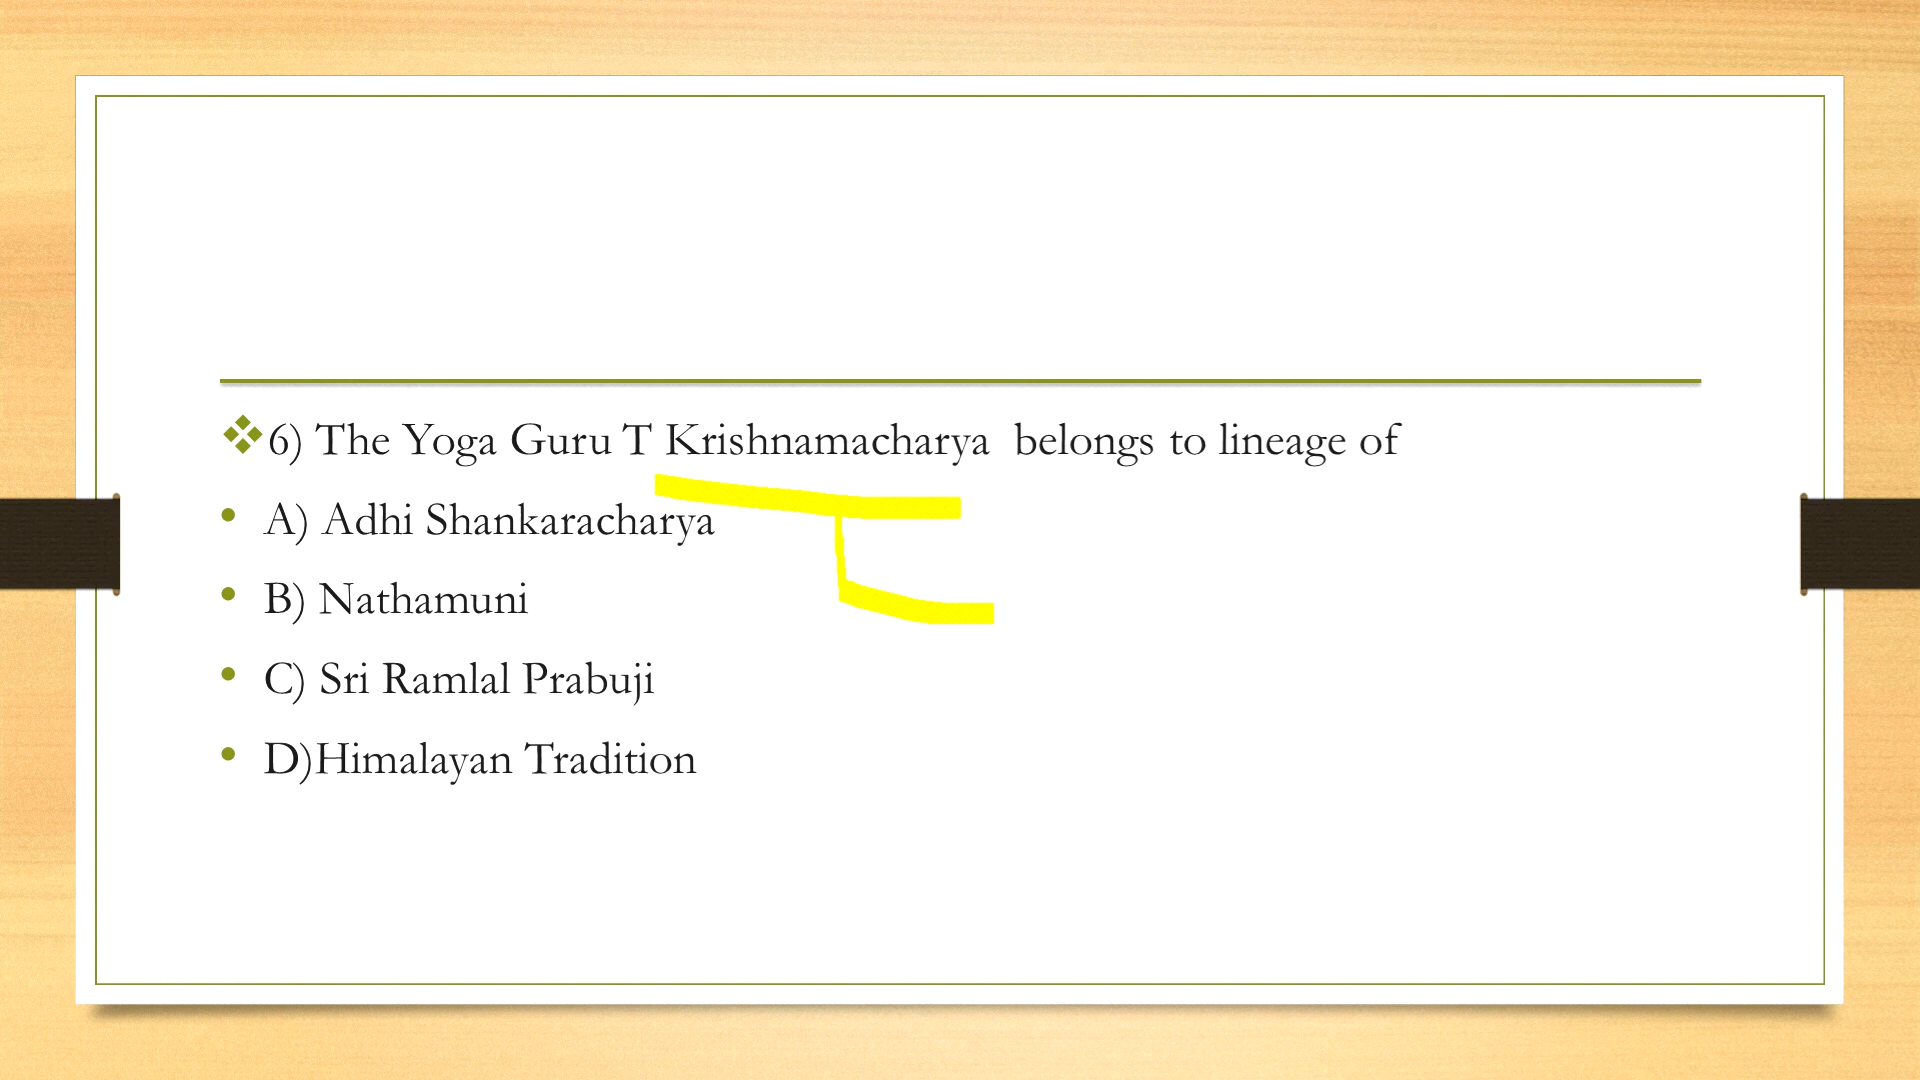 6) The Yoga Guru T Krishnamacharya belongs to lineage of
A) Adhi Shankaracharya
B) Nathamuni
C) Sri Ramlal Prabuji
D)Himalayan Tradition